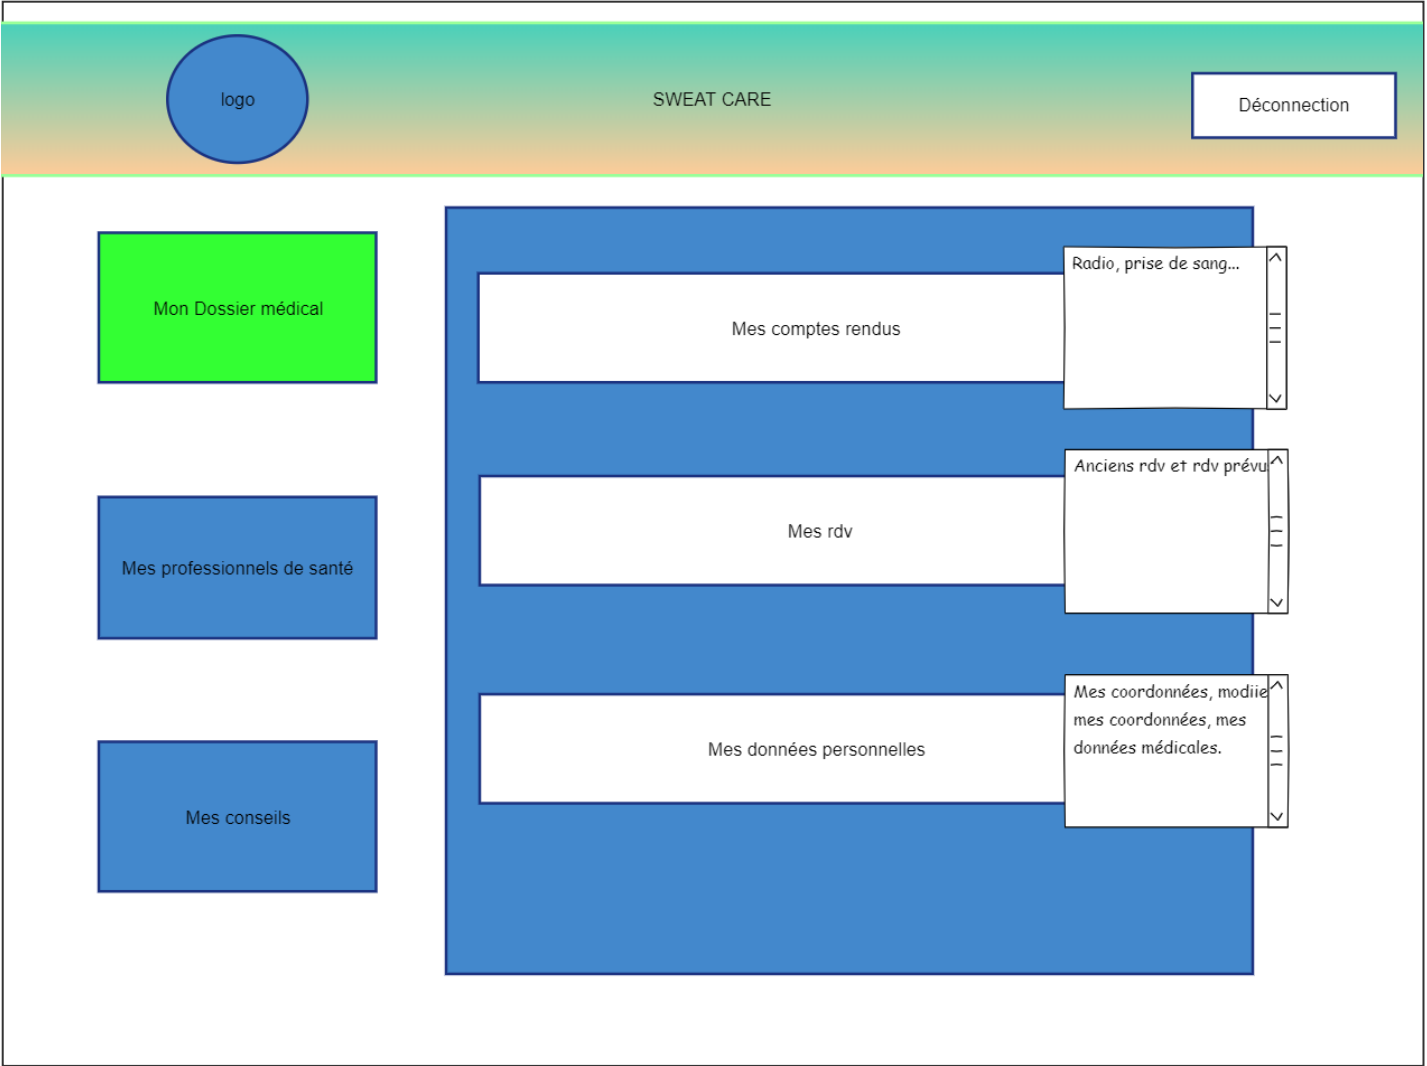 logo
SWEAT CARE
Déconnection
Mon Dossier médical
Mes professionnels de santé
Mes conseils
Mes comptes rendus
Radio, prise de sang...
Mes rdv
Anciens rdv et rdv prévu
Mes données personnelles
Mes coordonnées, modiie
mes coordonnées, mes
données médicales.